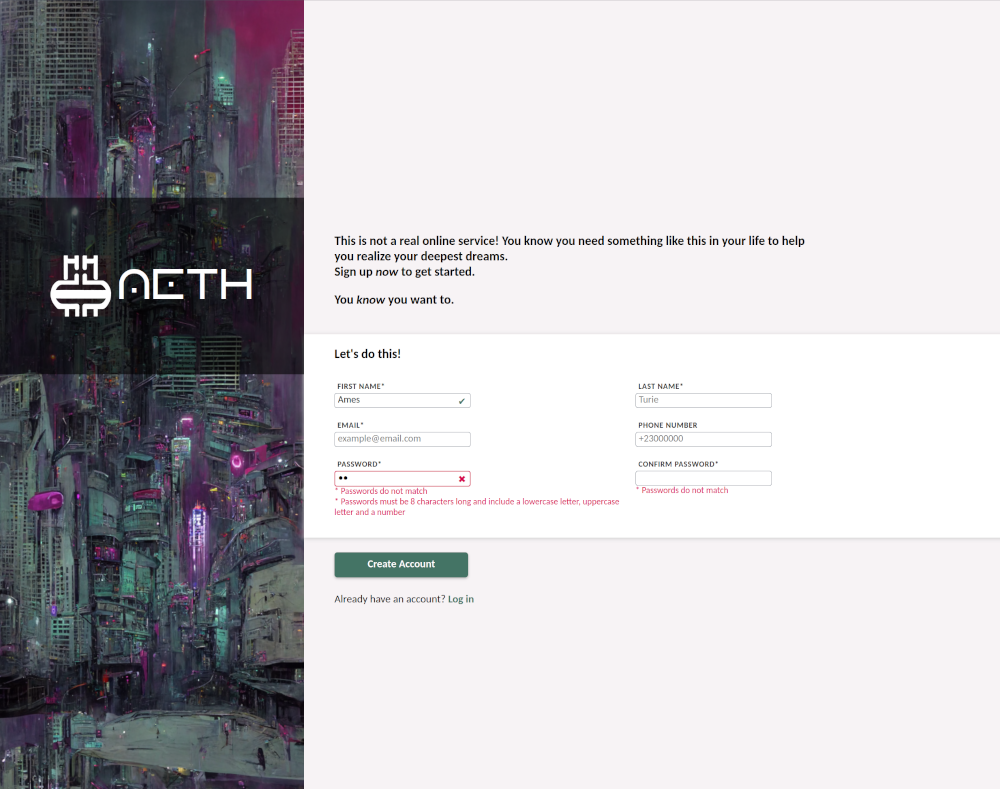 AETH
This is not a real online service! You know you need something like this in your life to help
you realize your deepest dreams.
Sign up now to get started.
You know you want to.
Let's do this!
FIRST NAME*
Ames
LAST NAME*
Turie
EMAIL*
example@email.com
PHONE NUMBER
+23000000
PASSWORD*
CONFIRM PASSWORD*
* Passwords do not match
* Passwords must be 8 characters long and include a lowercase letter, uppercase
letter and a number
* Passwords do not match
Create Account
Already have an account? Log in